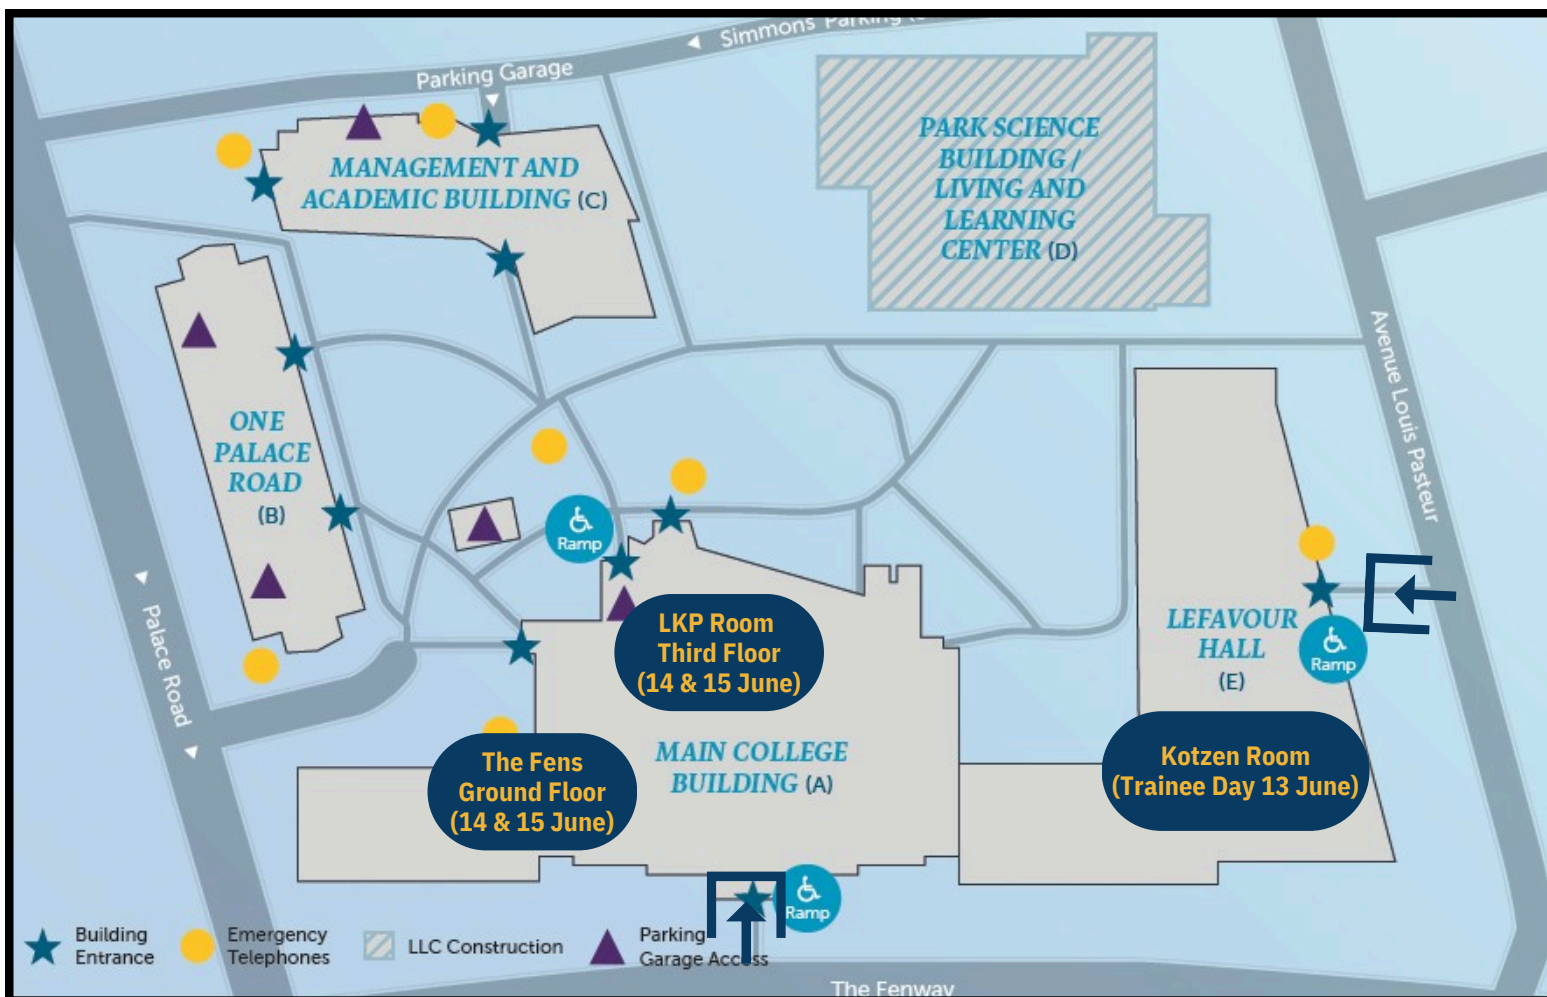 Simmons Parking
Parking Garage
MANAGEMENT AND
ACADEMIC BUILDING (C)
PARK SCIENCE
BUILDING /
LIVING AND
LEARNING
CENTER (D)
Avenue Louis Pasteur
ONE
PALACE
ROAD
(B)
Ramp
LKP Room
Third Floor
(14 & 15 June)
LEFAVOUR
HALL
(E)
Ramp
Palace Road
The Fens
Ground Floor
(14 & 15 June)
MAIN COLLEGE
BUILDING (A)
Kotzen Room
(Trainee Day 13 June)
Ramp
Building
Entrance
Emergency
Telephones
LLC Construction
Parking
Garage Access
The Fenway